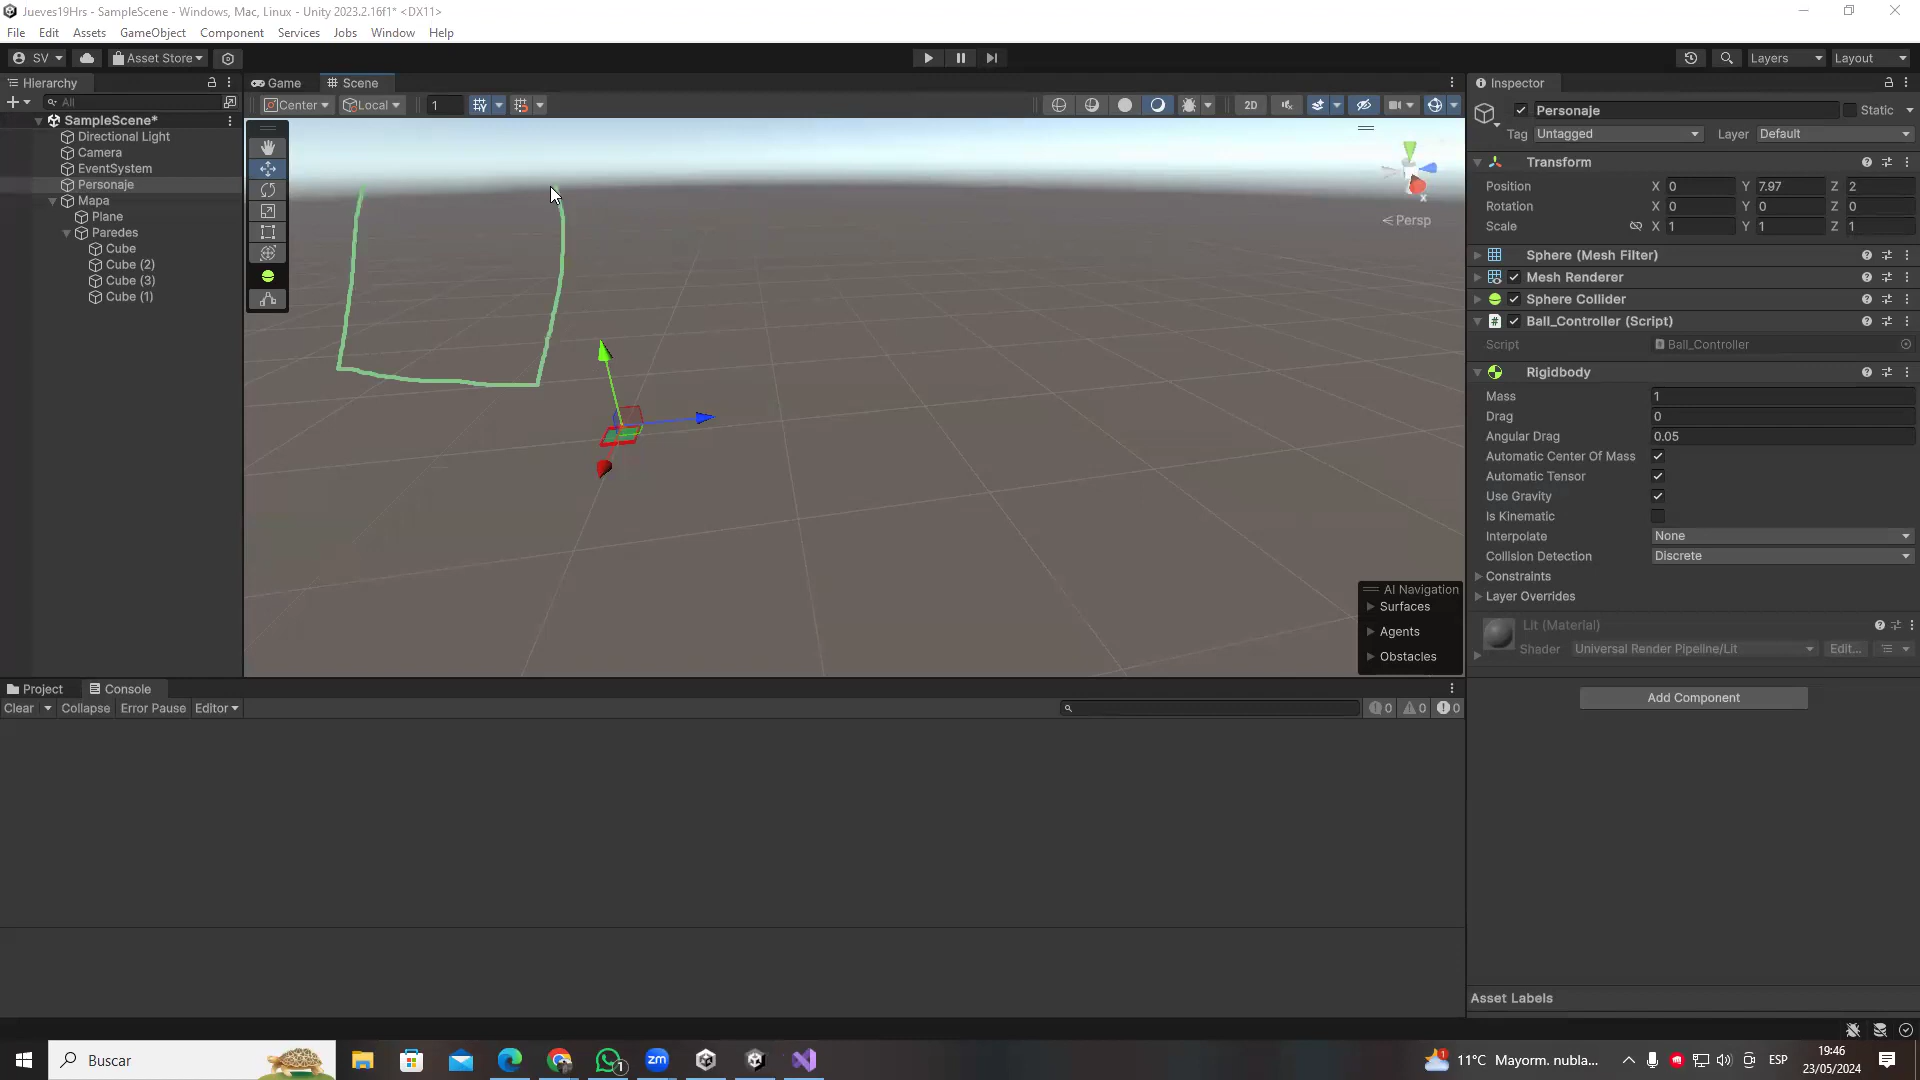 Jueves19Hrs - SampleScene - Windows, Mac, Linux - Unity 2023.2.16f1* <DX11>
File Edit Assets GameObject Component Services Jobs Window Help
SV Asset Store Layers Layout
Hierarchy Game Scene Inspector
All Center Local 1 2D Personaje Static
SampleScene* Tag Untagged Layer Default
Directional Light
Camera
EventSystem
Personaje
Mapa
Plane
Paredes
Cube
Cube (2)
Cube (3)
Cube (1)
x
Persp
AI Navigation
Surfaces
Agents
Obstacles
Transform
Position X 0 Y 7.97 Z 2
Rotation X 0 Y 0 Z 0
Scale X 1 Y 1 Z 1
Sphere (Mesh Filter)
Mesh Renderer
Sphere Collider
Ball_Controller (Script)
# Script Ball_Controller
Rigidbody
Mass 1
Drag 0
Angular Drag 0.05
Automatic Center Of Mass
Automatic Tensor
Use Gravity
Is Kinematic
Interpolate None
Collision Detection Discrete
Constraints
Layer Overrides
Lit (Material)
Shader Universal Render Pipeline/Lit Edit...
Add Component
Project Console
Clear Collapse Error Pause Editor 0 0 0
Asset Labels
Buscar 1 zm 1 11°C Mayorm. nubla... ESP 19:46
23/05/2024